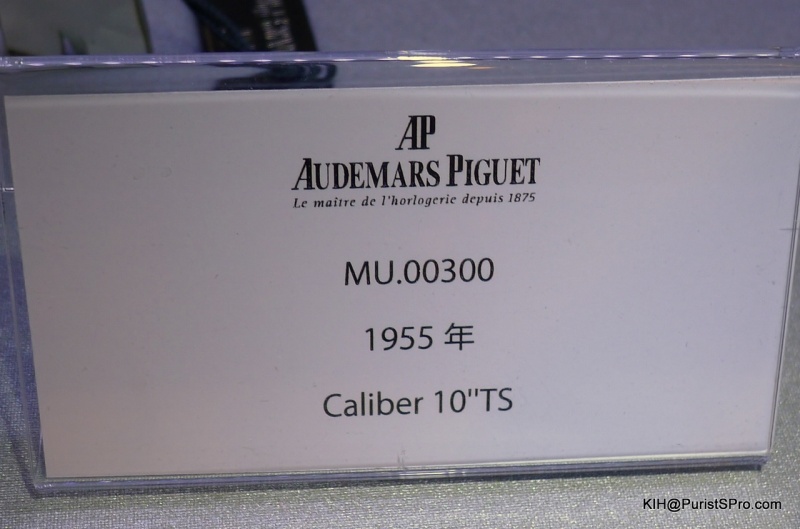 AP
AUDEMARS PIGUET
Le maître de l'horlogerie depuis 1875
MU.00300
1955 年
Caliber 10''TS
KIH@PuristSPro.com